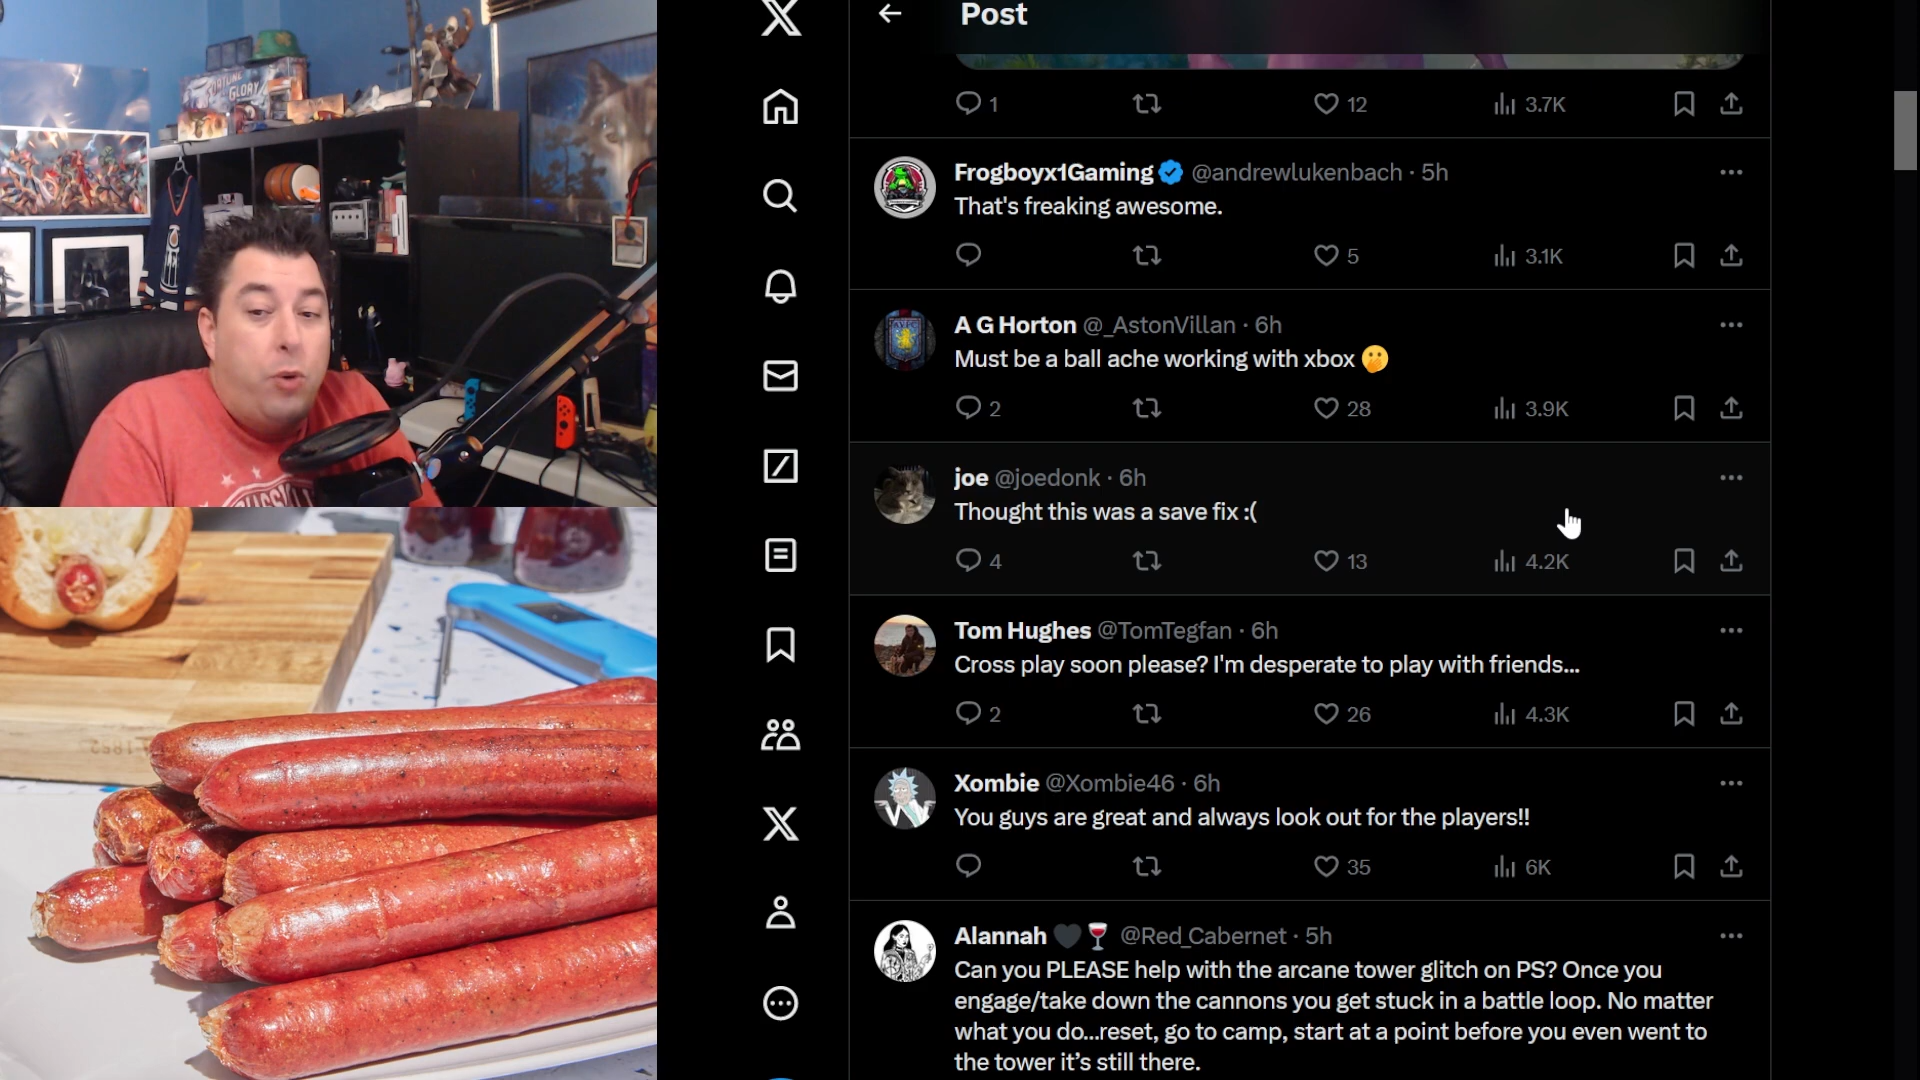 FORTUNE
GLORY
Post
1
12
3.7K
Frogboyx1Gaming @andrewlukenbach · 5h
That's freaking awesome.
5
3.1K
A G Horton @_AstonVillan · 6h
Must be a ball ache working with xbox 🫢
2
28
3.9K
joe @joedonk · 6h
Thought this was a save fix :(
4
13
4.2K
Tom Hughes @TomTegfan · 6h
Cross play soon please? I'm desperate to play with friends...
2
26
4.3K
Xombie @Xombie46 · 6h
You guys are great and always look out for the players!!
35
6K
Alannah 🖤🍷 @Red_Cabernet · 5h
Can you PLEASE help with the arcane tower glitch on PS? Once you
engage/take down the cannons you get stuck in a battle loop. No matter
what you do...reset, go to camp, start at a point before you even went to
the tower it's still there.